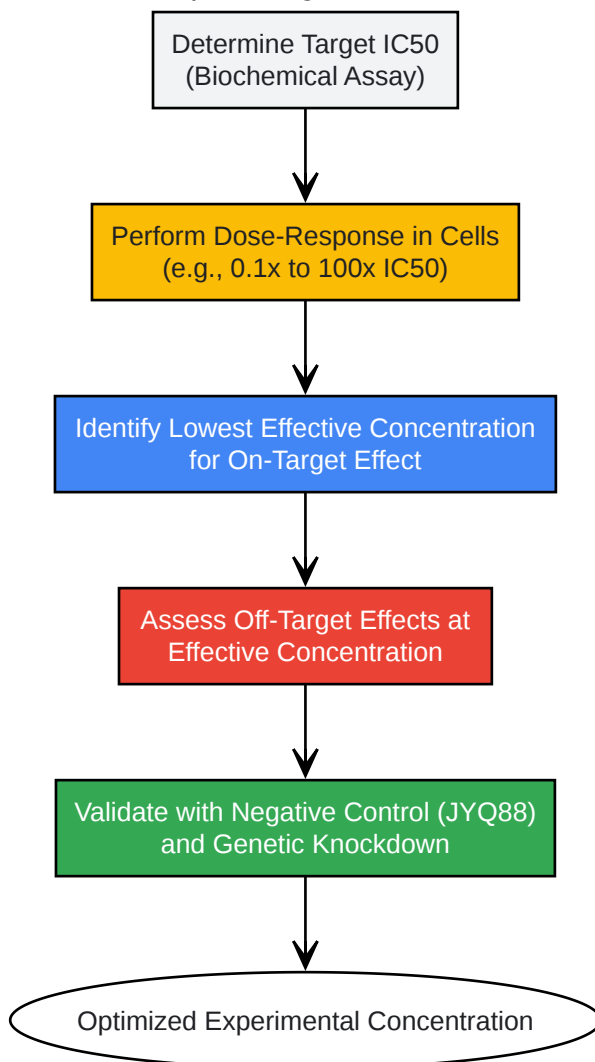 Determine Target IC50
(Biochemical Assay)
Perform Dose-Response in Cells
(e.g., 0.1x to 100x IC50)
Identify Lowest Effective Concentration
for On-Target Effect
Assess Off-Target Effects at
Effective Concentration
Validate with Negative Control (JYQ88)
and Genetic Knockdown
Optimized Experimental Concentration